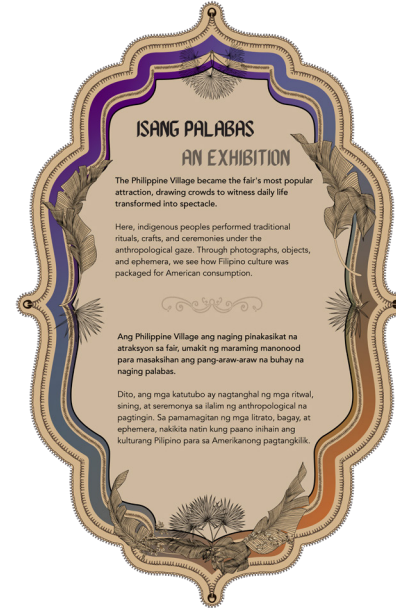 ISANG PALABAS
AN EXHIBITION
The Philippine Village became the fair's most popular
attraction, drawing crowds to witness daily life
transformed into spectacle.
Here, indigenous peoples performed traditional
rituals, crafts, and ceremonies under the
anthropological gaze. Through photographs, objects,
and ephemera, we see how Filipino culture was
packaged for American consumption.
Ang Philippine Village ang naging pinakasikat na
atraksyon sa fair, umakit ng maraming manonood
para masaksihan ang pang-araw-araw na buhay na
naging palabas.
Dito, ang mga katutubo ay nagtanghal ng mga ritwal,
sining, at seremonya sa ilalim ng anthropological na
pagtingin. Sa pamamagitan ng mga litrato, bagay, at
ephemera, nakikita natin kung paano inihain ang
kulturang Pilipino para sa Amerikanong pagtangkilik.